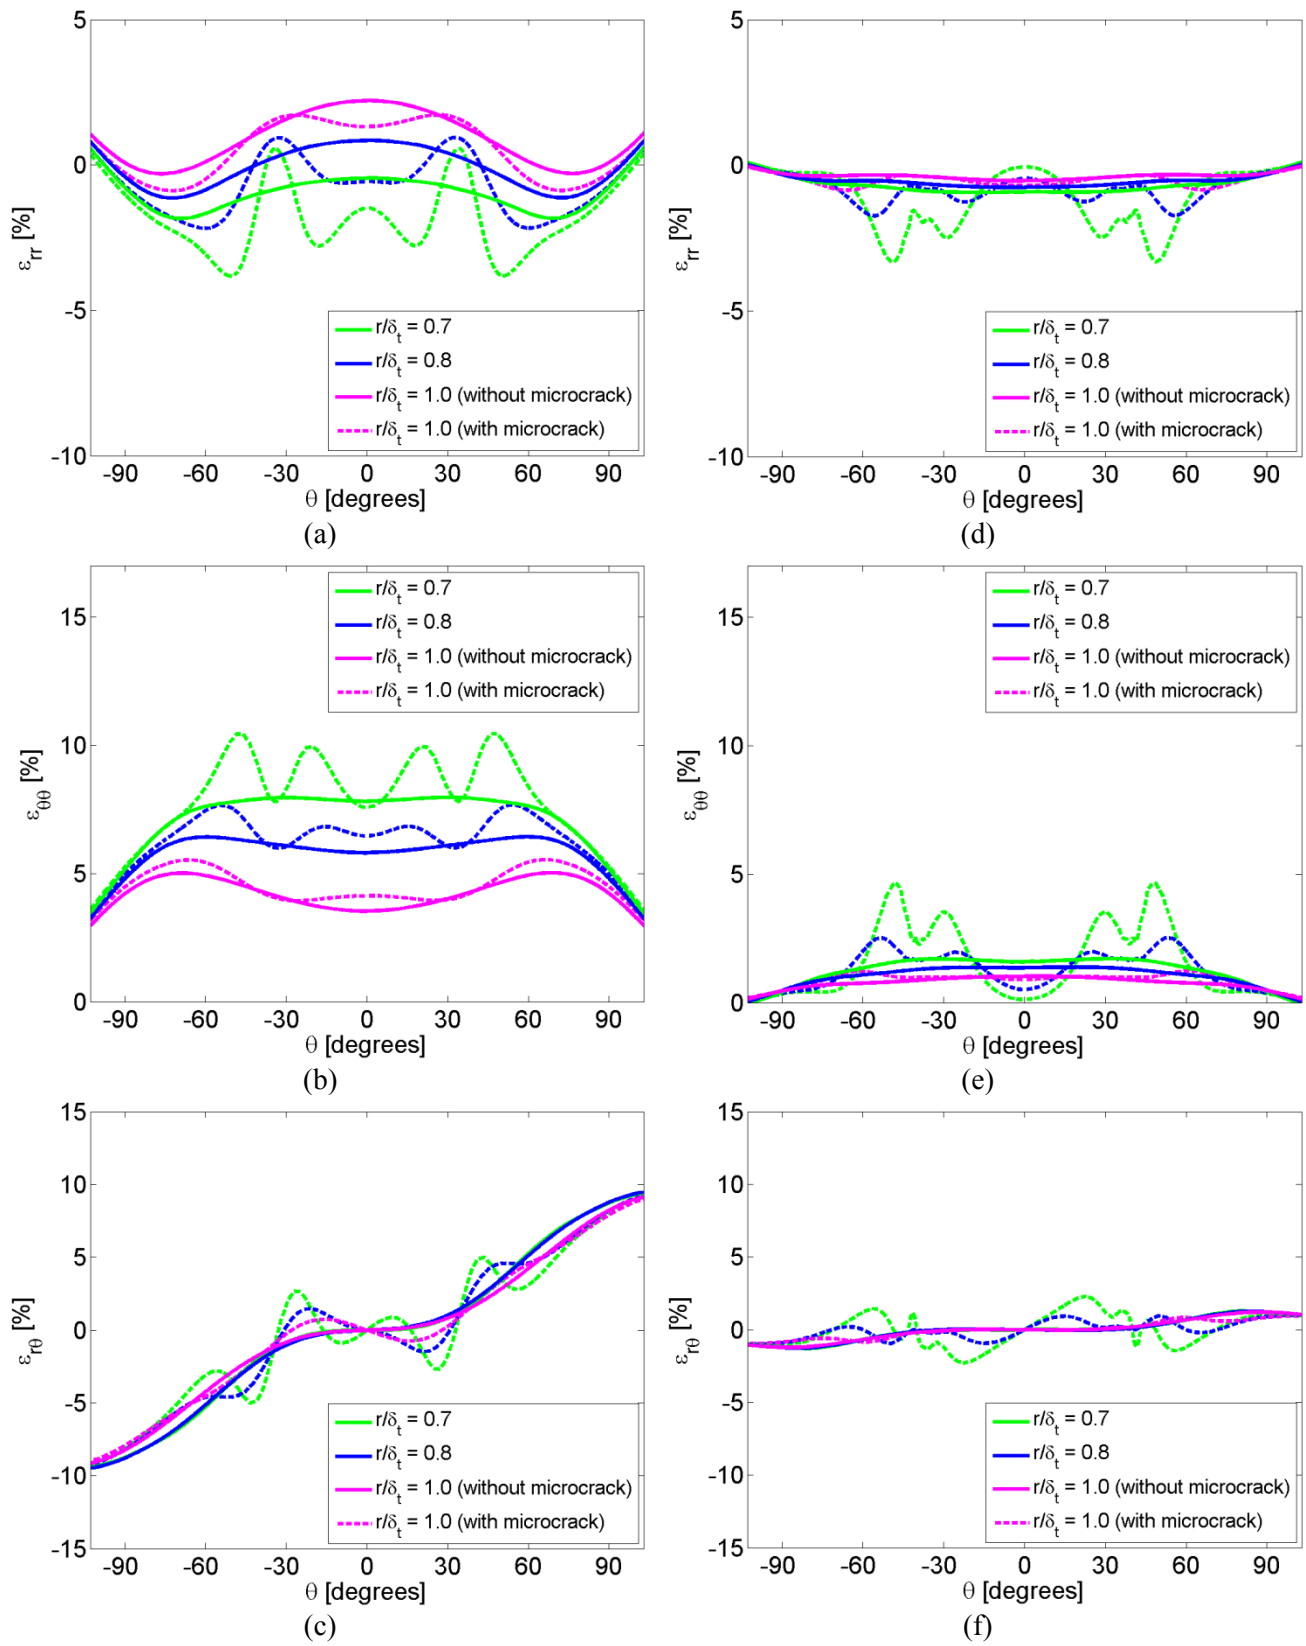 5
0
-5
-10
ε_rr [%]
r/δ_t = 0.7
r/δ_t = 0.8
r/δ_t = 1.0 (without microcrack)
r/δ_t = 1.0 (with microcrack)
-90 -60 -30 0 30 60 90
θ [degrees]
(a)
5
0
-5
-10
ε_rr [%]
r/δ_t = 0.7
r/δ_t = 0.8
r/δ_t = 1.0 (without microcrack)
r/δ_t = 1.0 (with microcrack)
-90 -60 -30 0 30 60 90
θ [degrees]
(d)
15
10
5
0
ε_θθ [%]
r/δ_t = 0.7
r/δ_t = 0.8
r/δ_t = 1.0 (without microcrack)
r/δ_t = 1.0 (with microcrack)
-90 -60 -30 0 30 60 90
θ [degrees]
(b)
15
10
5
0
ε_θθ [%]
r/δ_t = 0.7
r/δ_t = 0.8
r/δ_t = 1.0 (without microcrack)
r/δ_t = 1.0 (with microcrack)
-90 -60 -30 0 30 60 90
θ [degrees]
(e)
15
10
5
0
-5
-10
-15
ε_rθ [%]
r/δ_t = 0.7
r/δ_t = 0.8
r/δ_t = 1.0 (without microcrack)
r/δ_t = 1.0 (with microcrack)
-90 -60 -30 0 30 60 90
θ [degrees]
(c)
15
10
5
0
-5
-10
-15
ε_rθ [%]
r/δ_t = 0.7
r/δ_t = 0.8
r/δ_t = 1.0 (without microcrack)
r/δ_t = 1.0 (with microcrack)
-90 -60 -30 0 30 60 90
θ [degrees]
(f)